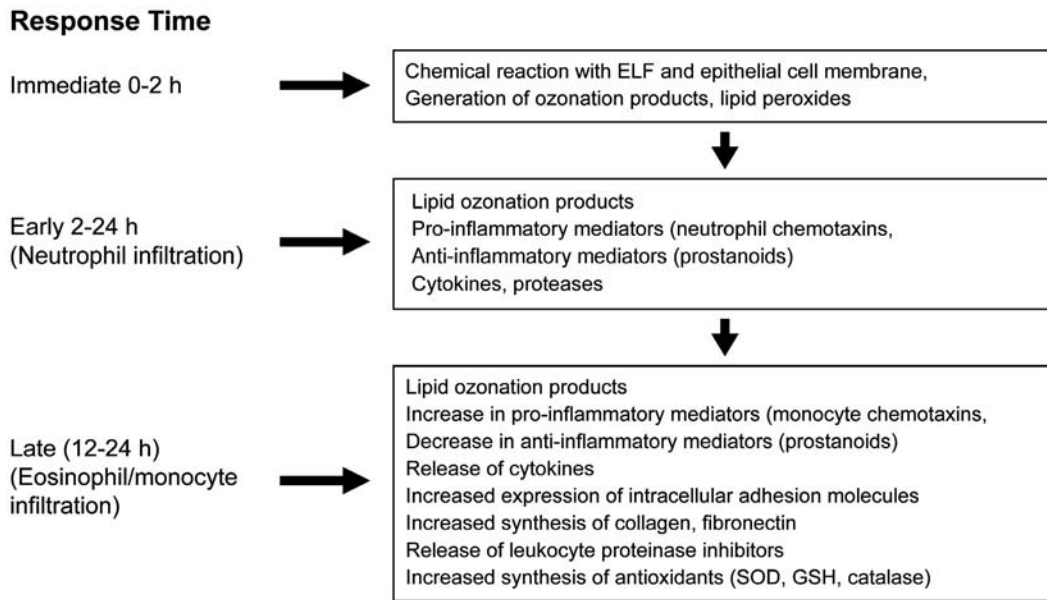 Response Time
Immediate 0-2 h
Chemical reaction with ELF and epithelial cell membrane,
Generation of ozonation products, lipid peroxides
Early 2-24 h
(Neutrophil infiltration)
Lipid ozonation products
Pro-inflammatory mediators (neutrophil chemotaxins,
Anti-inflammatory mediators (prostanoids)
Cytokines, proteases
Late (12-24 h)
(Eosinophil/monocyte
infiltration)
Lipid ozonation products
Increase in pro-inflammatory mediators (monocyte chemotaxins,
Decrease in anti-inflammatory mediators (prostanoids)
Release of cytokines
Increased expression of intracellular adhesion molecules
Increased synthesis of collagen, fibronectin
Release of leukocyte proteinase inhibitors
Increased synthesis of antioxidants (SOD, GSH, catalase)